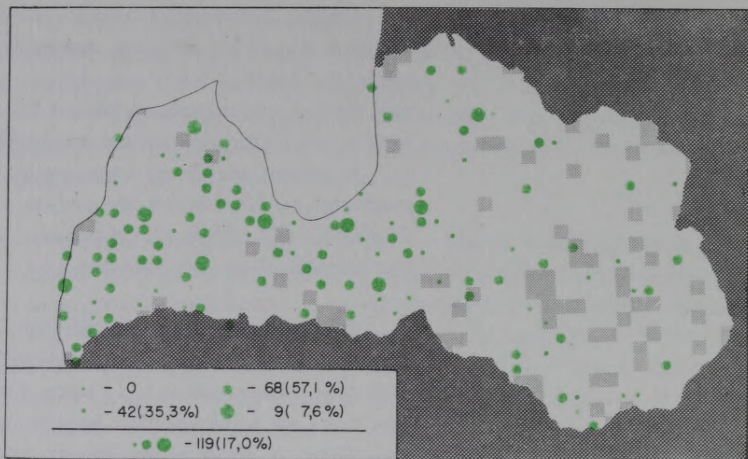 - 0 - 68(57,1 %)
- 42(35,3%) - 9( 7,6 %)
- 119(17,0%)